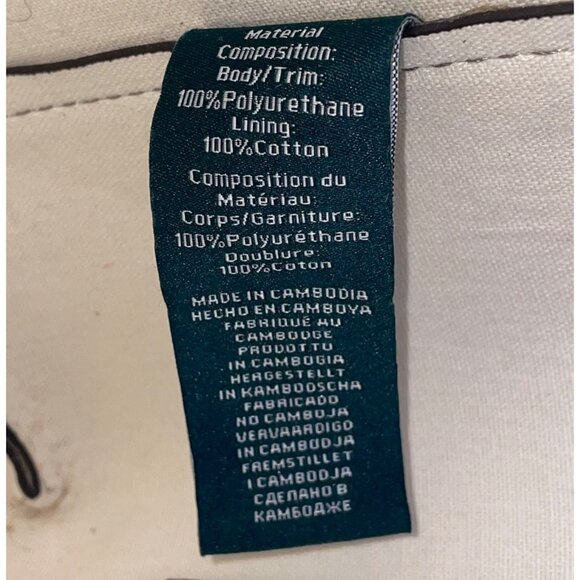 Material
Composition:
Body/Trim:
100%Polyurethane
Lining:
100%Cotton
Composition du
Matériau:
Corps/Garniture:
100%Polyuréthane
Doublure:
100%Coton
MADE IN CAMBODIA
HECHO EN CAMBOYA
FABRIQUÉ AU
CAMBODGE
PRODOTTO
IN CAMBOGIA
HERGESTELLT
IN KAMBODSCHA
FABRICADO
NO CAMBOJA
VERVAARDIGD
IN CAMBODJA
FREMSTILLET
I CAMBODJA
СДЕЛАНО В
КАМБОДЖЕ